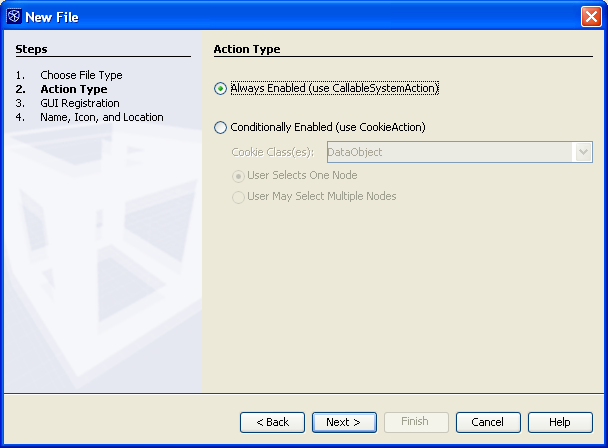 New File
Steps
1. Choose File Type
2. Action Type
3. GUI Registration
4. Name, Icon, and Location
Action Type
Always Enabled (use CallableSystemAction)
Conditionally Enabled (use CookieAction)
Cookie Class(es): DataObject
User Selects One Node
User May Select Multiple Nodes
< Back Next > Finish Cancel Help